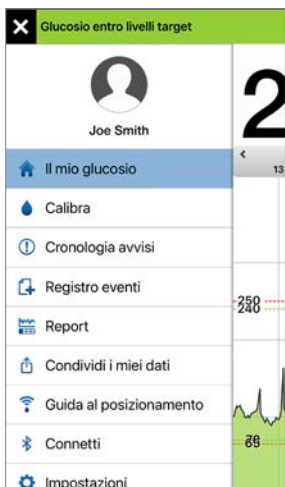 Glucosio entro livelli target
Joe Smith
2
Il mio glucosio
13
Calibra
Cronologia avvisi
Registro eventi
250
240
Report
Condividi i miei dati
Guida al posizionamento
70
Connetti
Impostazioni